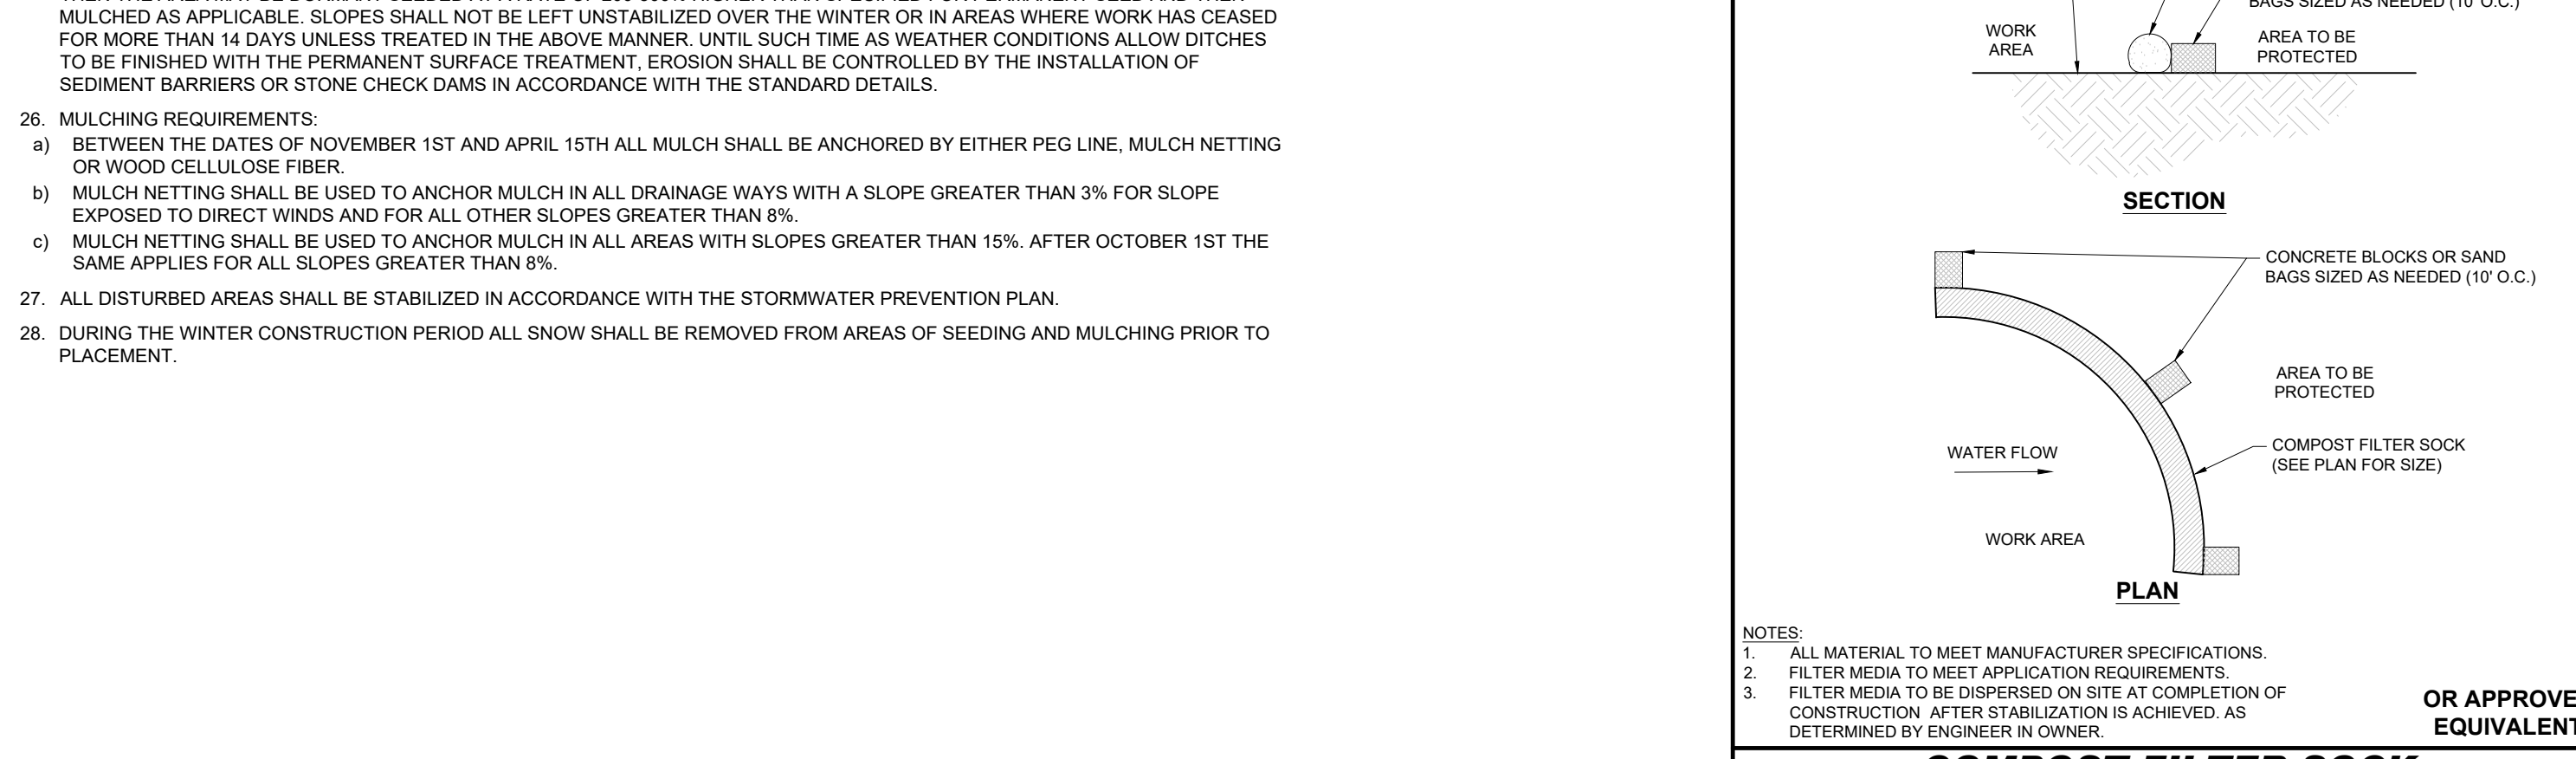 MULCHED AS APPLICABLE. SLOPES SHALL NOT BE LEFT UNSTABILIZED OVER THE WINTER OR IN AREAS WHERE WORK HAS CEASED
FOR MORE THAN 14 DAYS UNLESS TREATED IN THE ABOVE MANNER. UNTIL SUCH TIME AS WEATHER CONDITIONS ALLOW DITCHES
TO BE FINISHED WITH THE PERMANENT SURFACE TREATMENT, EROSION SHALL BE CONTROLLED BY THE INSTALLATION OF
SEDIMENT BARRIERS OR STONE CHECK DAMS IN ACCORDANCE WITH THE STANDARD DETAILS.
26. MULCHING REQUIREMENTS:
a) BETWEEN THE DATES OF NOVEMBER 1ST AND APRIL 15TH ALL MULCH SHALL BE ANCHORED BY EITHER PEG LINE, MULCH NETTING
OR WOOD CELLULOSE FIBER.
b) MULCH NETTING SHALL BE USED TO ANCHOR MULCH IN ALL DRAINAGE WAYS WITH A SLOPE GREATER THAN 3% FOR SLOPE
EXPOSED TO DIRECT WINDS AND FOR ALL OTHER SLOPES GREATER THAN 8%.
c) MULCH NETTING SHALL BE USED TO ANCHOR MULCH IN ALL AREAS WITH SLOPES GREATER THAN 15%. AFTER OCTOBER 1ST THE
SAME APPLIES FOR ALL SLOPES GREATER THAN 8%.
27. ALL DISTURBED AREAS SHALL BE STABILIZED IN ACCORDANCE WITH THE STORMWATER PREVENTION PLAN.
28. DURING THE WINTER CONSTRUCTION PERIOD ALL SNOW SHALL BE REMOVED FROM AREAS OF SEEDING AND MULCHING PRIOR TO
PLACEMENT.
BAGS SIZED AS NEEDED (10' O.C.)
WORK
AREA
AREA TO BE
PROTECTED
SECTION
CONCRETE BLOCKS OR SAND
BAGS SIZED AS NEEDED (10' O.C.)
AREA TO BE
PROTECTED
COMPOST FILTER SOCK
(SEE PLAN FOR SIZE)
WATER FLOW
WORK AREA
PLAN
NOTES:
1. ALL MATERIAL TO MEET MANUFACTURER SPECIFICATIONS.
2. FILTER MEDIA TO MEET APPLICATION REQUIREMENTS.
3. FILTER MEDIA TO BE DISPERSED ON SITE AT COMPLETION OF
CONSTRUCTION AFTER STABILIZATION IS ACHIEVED. AS
DETERMINED BY ENGINEER IN OWNER.
OR APPROVE
EQUIVALENT
COMPOST FILTER SOCK